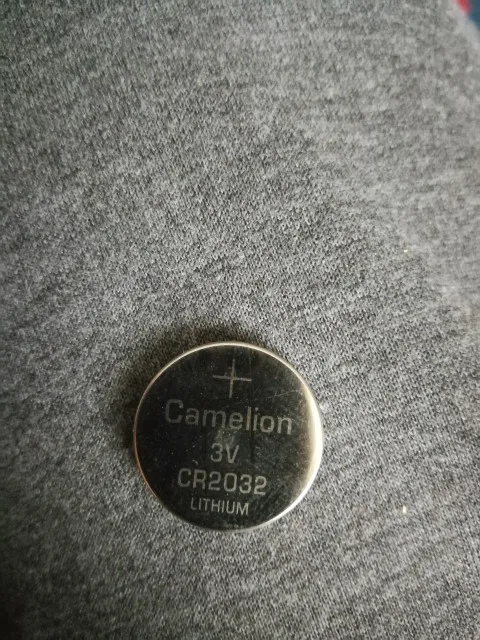 +
Camelion
3V
CR2032
LITHIUM